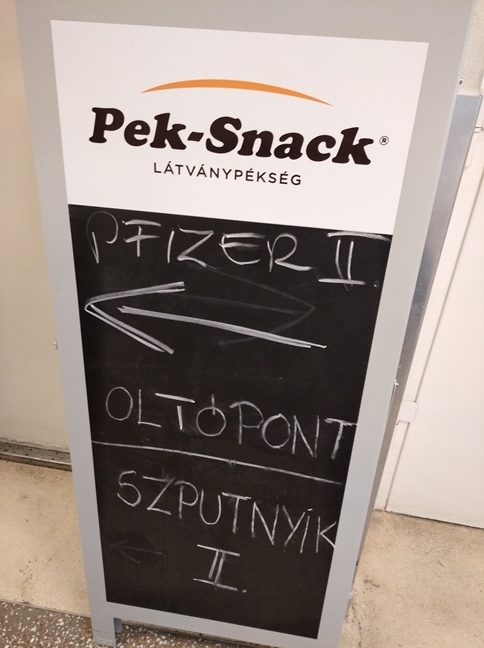 Pek-Snack®
LÁTVÁNYPÉKSÉG
PFIZER II.
OLTÓPONT
SZPUTNYIK
II.